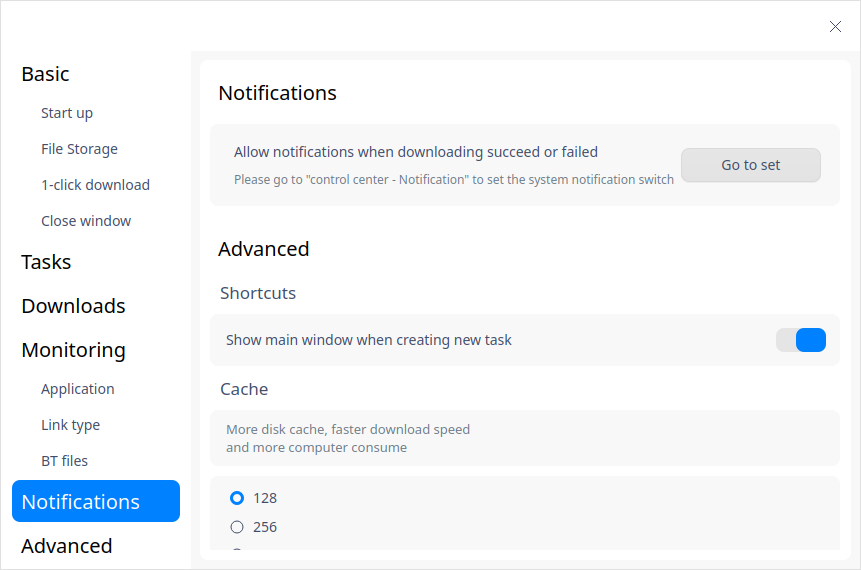 Basic
Start up
File Storage
1-click download
Close window
Tasks
Downloads
Monitoring
Application
Link type
BT files
Notifications
Advanced
Notifications
Allow notifications when downloading succeed or failed
Please go to "control center - Notification" to set the system notification switch
Go to set
Advanced
Shortcuts
Show main window when creating new task
Cache
More disk cache, faster download speed
and more computer consume
128
256